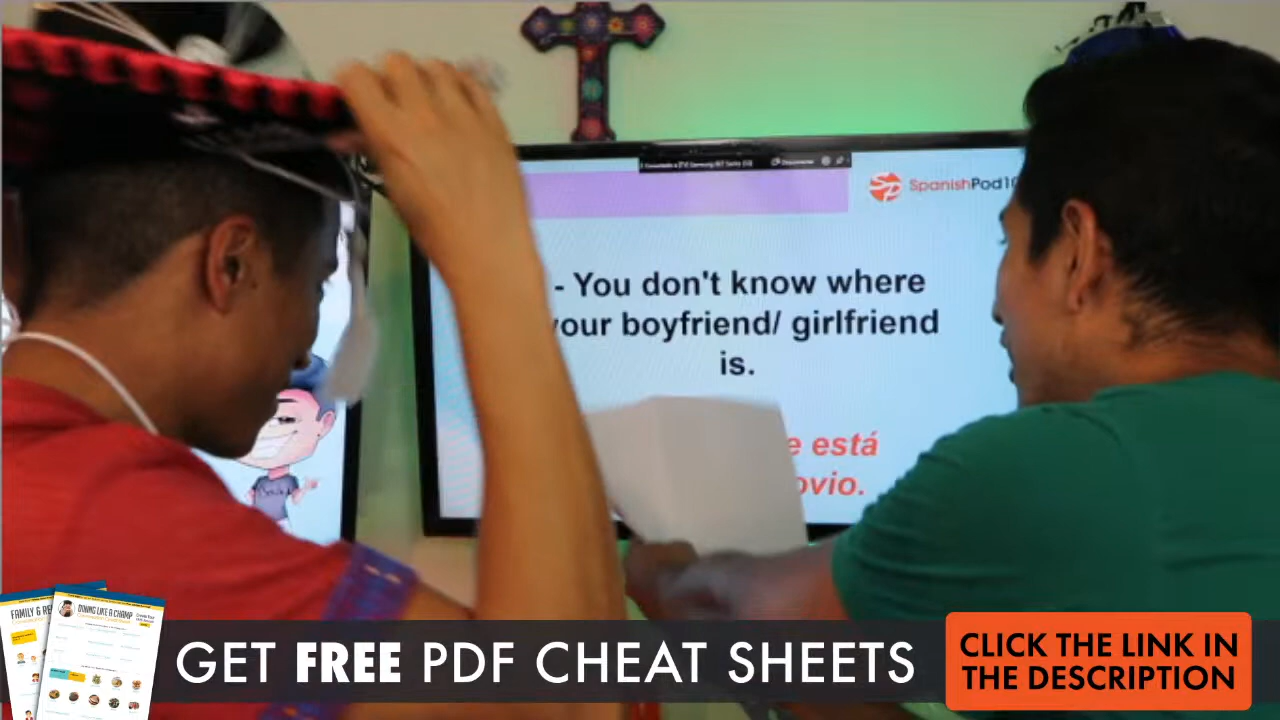 SpanishPod10
- You don't know where
your boyfriend/ girlfriend
is.
e está
ovio.
FAMILY & RE
DINING LIKE A CHAMP
GET FREE PDF CHEAT SHEETS
CLICK THE LINK IN
THE DESCRIPTION